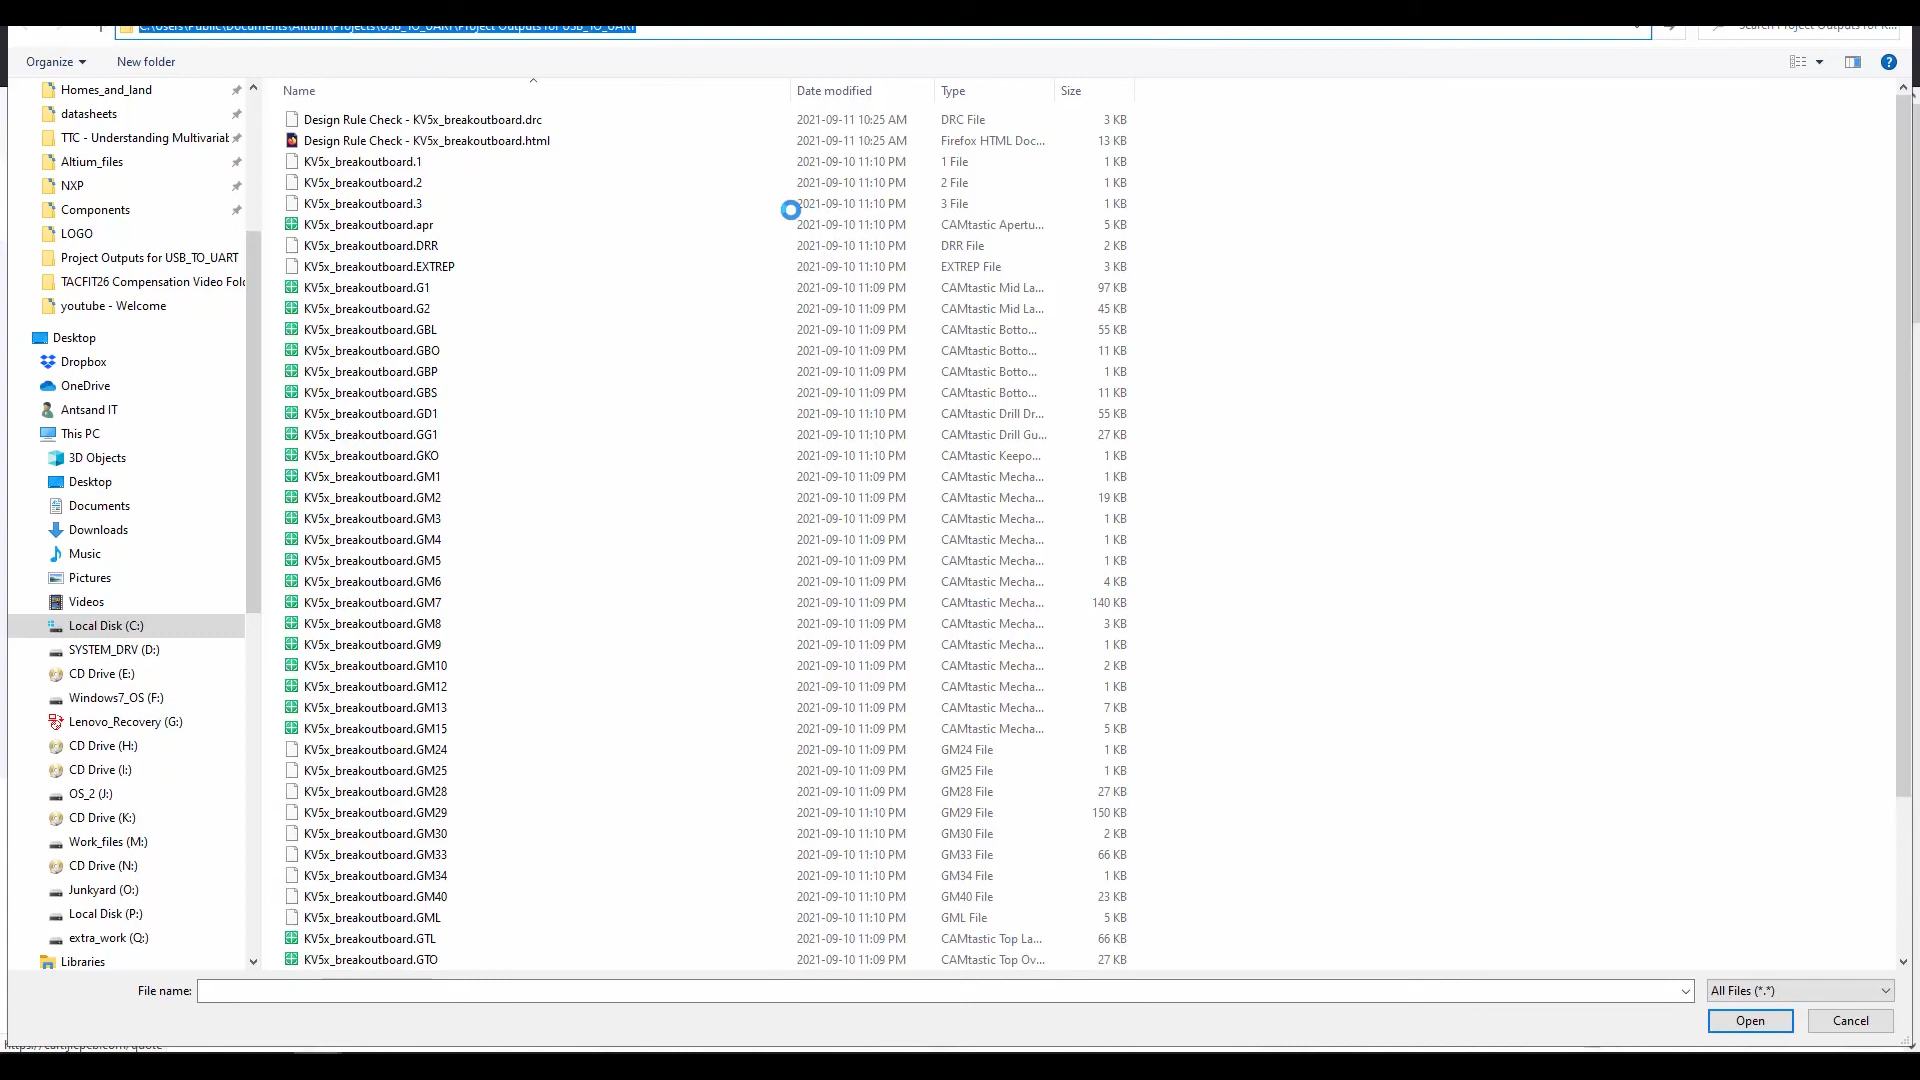 C:\Users\Public\Documents\Altium\Projects\USB_TO_UART\Project Outputs for USB_TO_UART
Search Project Outputs for K...
Organize New folder
Name Date modified Type Size
Homes_and_land
datasheets
TTC - Understanding Multivariab
Altium_files
NXP
Components
LOGO
Project Outputs for USB_TO_UART
TACFIT26 Compensation Video Fold
youtube - Welcome
Desktop
Dropbox
OneDrive
Antsand IT
This PC
3D Objects
Desktop
Documents
Downloads
Music
Pictures
Videos
Local Disk (C:)
SYSTEM_DRV (D:)
CD Drive (E:)
Windows7_OS (F:)
Lenovo_Recovery (G:)
CD Drive (H:)
CD Drive (I:)
OS_2 (J:)
CD Drive (K:)
Work_files (M:)
CD Drive (N:)
Junkyard (O:)
Local Disk (P:)
extra_work (Q:)
Libraries
Design Rule Check - KV5x_breakoutboard.drc 2021-09-11 10:25 AM DRC File 3 KB
Design Rule Check - KV5x_breakoutboard.html 2021-09-11 10:25 AM Firefox HTML Doc... 13 KB
KV5x_breakoutboard.1 2021-09-10 11:10 PM 1 File 1 KB
KV5x_breakoutboard.2 2021-09-10 11:10 PM 2 File 1 KB
KV5x_breakoutboard.3 2021-09-10 11:10 PM 3 File 1 KB
KV5x_breakoutboard.apr 2021-09-10 11:10 PM CAMtastic Apertu... 5 KB
KV5x_breakoutboard.DRR 2021-09-10 11:10 PM DRR File 2 KB
KV5x_breakoutboard.EXTREP 2021-09-10 11:10 PM EXTREP File 3 KB
KV5x_breakoutboard.G1 2021-09-10 11:09 PM CAMtastic Mid La... 97 KB
KV5x_breakoutboard.G2 2021-09-10 11:09 PM CAMtastic Mid La... 45 KB
KV5x_breakoutboard.GBL 2021-09-10 11:09 PM CAMtastic Botto... 55 KB
KV5x_breakoutboard.GBO 2021-09-10 11:09 PM CAMtastic Botto... 11 KB
KV5x_breakoutboard.GBP 2021-09-10 11:09 PM CAMtastic Botto... 1 KB
KV5x_breakoutboard.GBS 2021-09-10 11:09 PM CAMtastic Botto... 11 KB
KV5x_breakoutboard.GD1 2021-09-10 11:10 PM CAMtastic Drill Dr... 55 KB
KV5x_breakoutboard.GG1 2021-09-10 11:10 PM CAMtastic Drill Gu... 27 KB
KV5x_breakoutboard.GKO 2021-09-10 11:10 PM CAMtastic Keepo... 1 KB
KV5x_breakoutboard.GM1 2021-09-10 11:09 PM CAMtastic Mecha... 1 KB
KV5x_breakoutboard.GM2 2021-09-10 11:09 PM CAMtastic Mecha... 19 KB
KV5x_breakoutboard.GM3 2021-09-10 11:09 PM CAMtastic Mecha... 1 KB
KV5x_breakoutboard.GM4 2021-09-10 11:09 PM CAMtastic Mecha... 1 KB
KV5x_breakoutboard.GM5 2021-09-10 11:09 PM CAMtastic Mecha... 1 KB
KV5x_breakoutboard.GM6 2021-09-10 11:09 PM CAMtastic Mecha... 4 KB
KV5x_breakoutboard.GM7 2021-09-10 11:09 PM CAMtastic Mecha... 140 KB
KV5x_breakoutboard.GM8 2021-09-10 11:09 PM CAMtastic Mecha... 3 KB
KV5x_breakoutboard.GM9 2021-09-10 11:09 PM CAMtastic Mecha... 1 KB
KV5x_breakoutboard.GM10 2021-09-10 11:09 PM CAMtastic Mecha... 2 KB
KV5x_breakoutboard.GM12 2021-09-10 11:09 PM CAMtastic Mecha... 1 KB
KV5x_breakoutboard.GM13 2021-09-10 11:09 PM CAMtastic Mecha... 7 KB
KV5x_breakoutboard.GM15 2021-09-10 11:09 PM CAMtastic Mecha... 5 KB
KV5x_breakoutboard.GM24 2021-09-10 11:09 PM GM24 File 1 KB
KV5x_breakoutboard.GM25 2021-09-10 11:09 PM GM25 File 1 KB
KV5x_breakoutboard.GM28 2021-09-10 11:09 PM GM28 File 27 KB
KV5x_breakoutboard.GM29 2021-09-10 11:10 PM GM29 File 150 KB
KV5x_breakoutboard.GM30 2021-09-10 11:10 PM GM30 File 2 KB
KV5x_breakoutboard.GM33 2021-09-10 11:10 PM GM33 File 66 KB
KV5x_breakoutboard.GM34 2021-09-10 11:10 PM GM34 File 1 KB
KV5x_breakoutboard.GM40 2021-09-10 11:10 PM GM40 File 23 KB
KV5x_breakoutboard.GML 2021-09-10 11:10 PM GML File 5 KB
KV5x_breakoutboard.GTL 2021-09-10 11:09 PM CAMtastic Top La... 66 KB
KV5x_breakoutboard.GTO 2021-09-10 11:09 PM CAMtastic Top Ov... 27 KB
File name: All Files (*.*)
Open Cancel